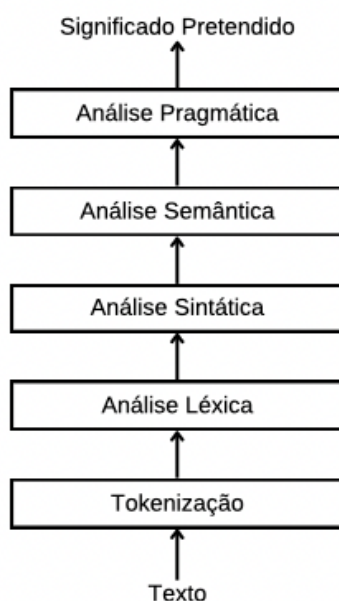 Significado Pretendido
Análise Pragmática
Análise Semântica
Análise Sintática
Análise Léxica
Tokenização
Texto